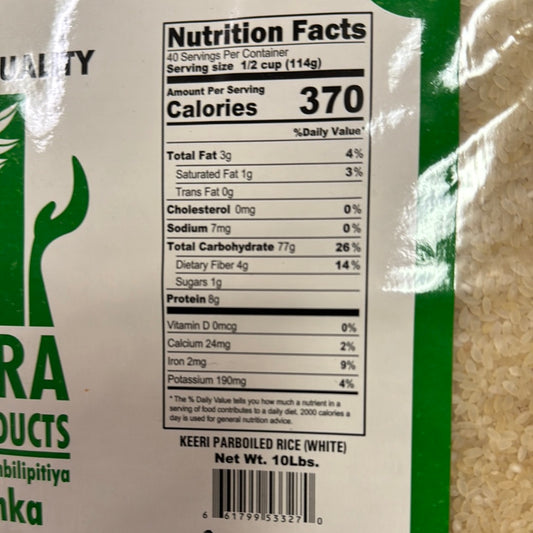 QUALITY
Nutrition Facts
40 Servings Per Container
Serving size 1/2 cup (114g)
Amount Per Serving
Calories 370
%Daily Value*
Total Fat 3g 4%
Saturated Fat 1g 3%
Trans Fat 0g
Cholesterol 0mg 0%
Sodium 7mg 0%
Total Carbohydrate 77g 26%
Dietary Fiber 4g 14%
Sugars 1g
Protein 8g
Vitamin D 0mcg 0%
Calcium 24mg 2%
Iron 2mg 9%
Potassium 190mg 4%
* The % Daily Value tells you how much a nutrient in a
serving of food contributes to a daily diet. 2000 calories a
day is used for general nutrition advice.
RA
DUCTS
bilipitiya
nka
KEERI PARBOILED RICE (WHITE)
Net Wt. 10Lbs.
6 61799 53327 0